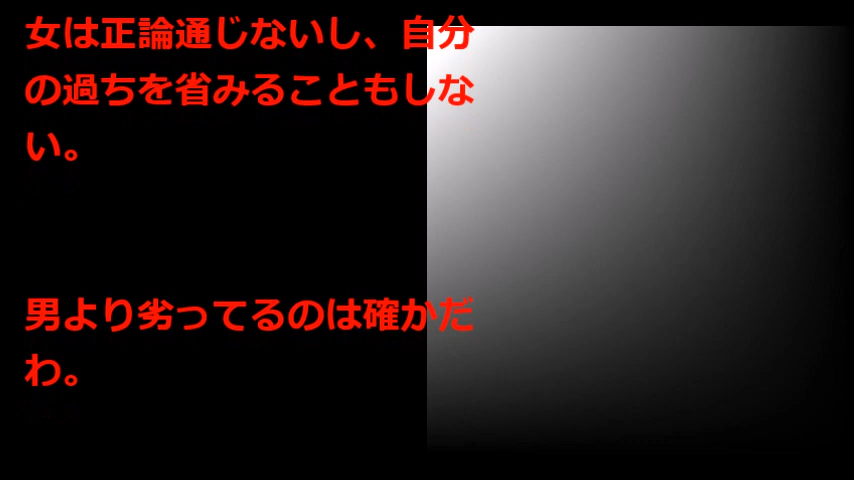 女は正論通じないし、自分
の過ちを省みることもしな
い。
男より劣ってるのは確かだ
わ。